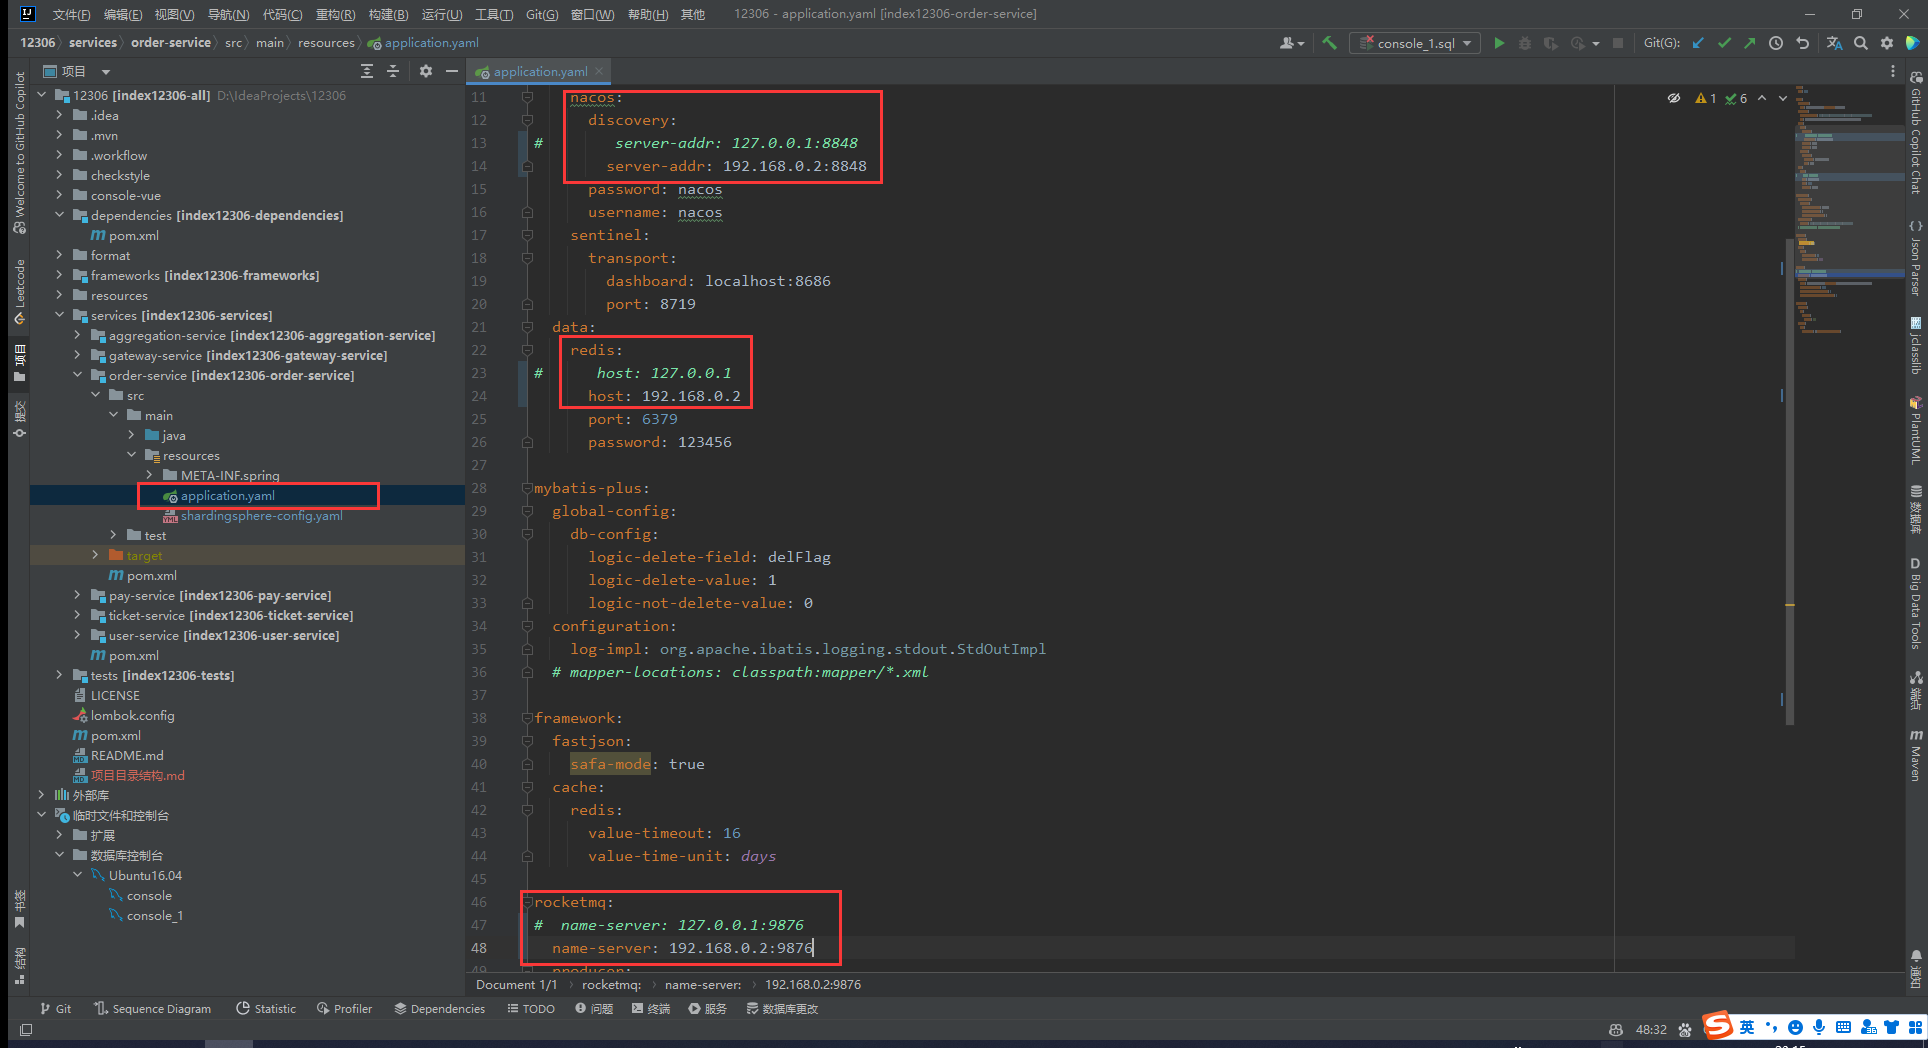 文件(F) 编辑(E) 视图(V) 导航(N) 代码(C) 重构(R) 构建(B) 运行(U) 工具(T) Git(G) 窗口(W) 帮助(H) 其他 12306 - application.yaml [index12306-order-service]
12306 services order-service src main resources application.yaml console_1.sql Git(G):
项目 application.yaml
12306 [index12306-all] D:\IdeaProjects\12306
.idea
.mvn
.workflow
checkstyle
console-vue
dependencies [index12306-dependencies]
pom.xml
format
frameworks [index12306-frameworks]
resources
services [index12306-services]
aggregation-service [index12306-aggregation-service]
gateway-service [index12306-gateway-service]
order-service [index12306-order-service]
src
main
java
resources
META-INF.spring
application.yaml
shardingsphere-config.yaml
test
target
pom.xml
pay-service [index12306-pay-service]
ticket-service [index12306-ticket-service]
user-service [index12306-user-service]
pom.xml
tests [index12306-tests]
LICENSE
lombok.config
pom.xml
README.md
项目目录结构.md
外部库
临时文件和控制台
扩展
数据库控制台
Ubuntu16.04
console
console_1
Welcome to GitHub Copilot
Leetcode
项目
提交
书签
结构
11 nacos:
12 discovery:
13 # server-addr: 127.0.0.1:8848
14 server-addr: 192.168.0.2:8848
15 password: nacos
16 username: nacos
17 sentinel:
18 transport:
19 dashboard: localhost:8686
20 port: 8719
21 data:
22 redis:
23 # host: 127.0.0.1
24 host: 192.168.0.2
25 port: 6379
26 password: 123456
27
28 mybatis-plus:
29 global-config:
30 db-config:
31 logic-delete-field: delFlag
32 logic-delete-value: 1
33 logic-not-delete-value: 0
34 configuration:
35 log-impl: org.apache.ibatis.logging.stdout.StdOutImpl
36 # mapper-locations: classpath:mapper/*.xml
37
38 framework:
39 fastjson:
40 safa-mode: true
41 cache:
42 redis:
43 value-timeout: 16
44 value-time-unit: days
45
46 rocketmq:
47 # name-server: 127.0.0.1:9876
48 name-server: 192.168.0.2:9876
49 producer:
1 6
GitHub Copilot Chat
Json Parser
jclasslib
PlantUML
数据库
D Big Data Tools
端点
m Maven
通知
Document 1/1 rocketmq: name-server: 192.168.0.2:9876
Git Sequence Diagram Statistic Profiler Dependencies TODO 问题 终端 服务 数据库更改
48:32 英